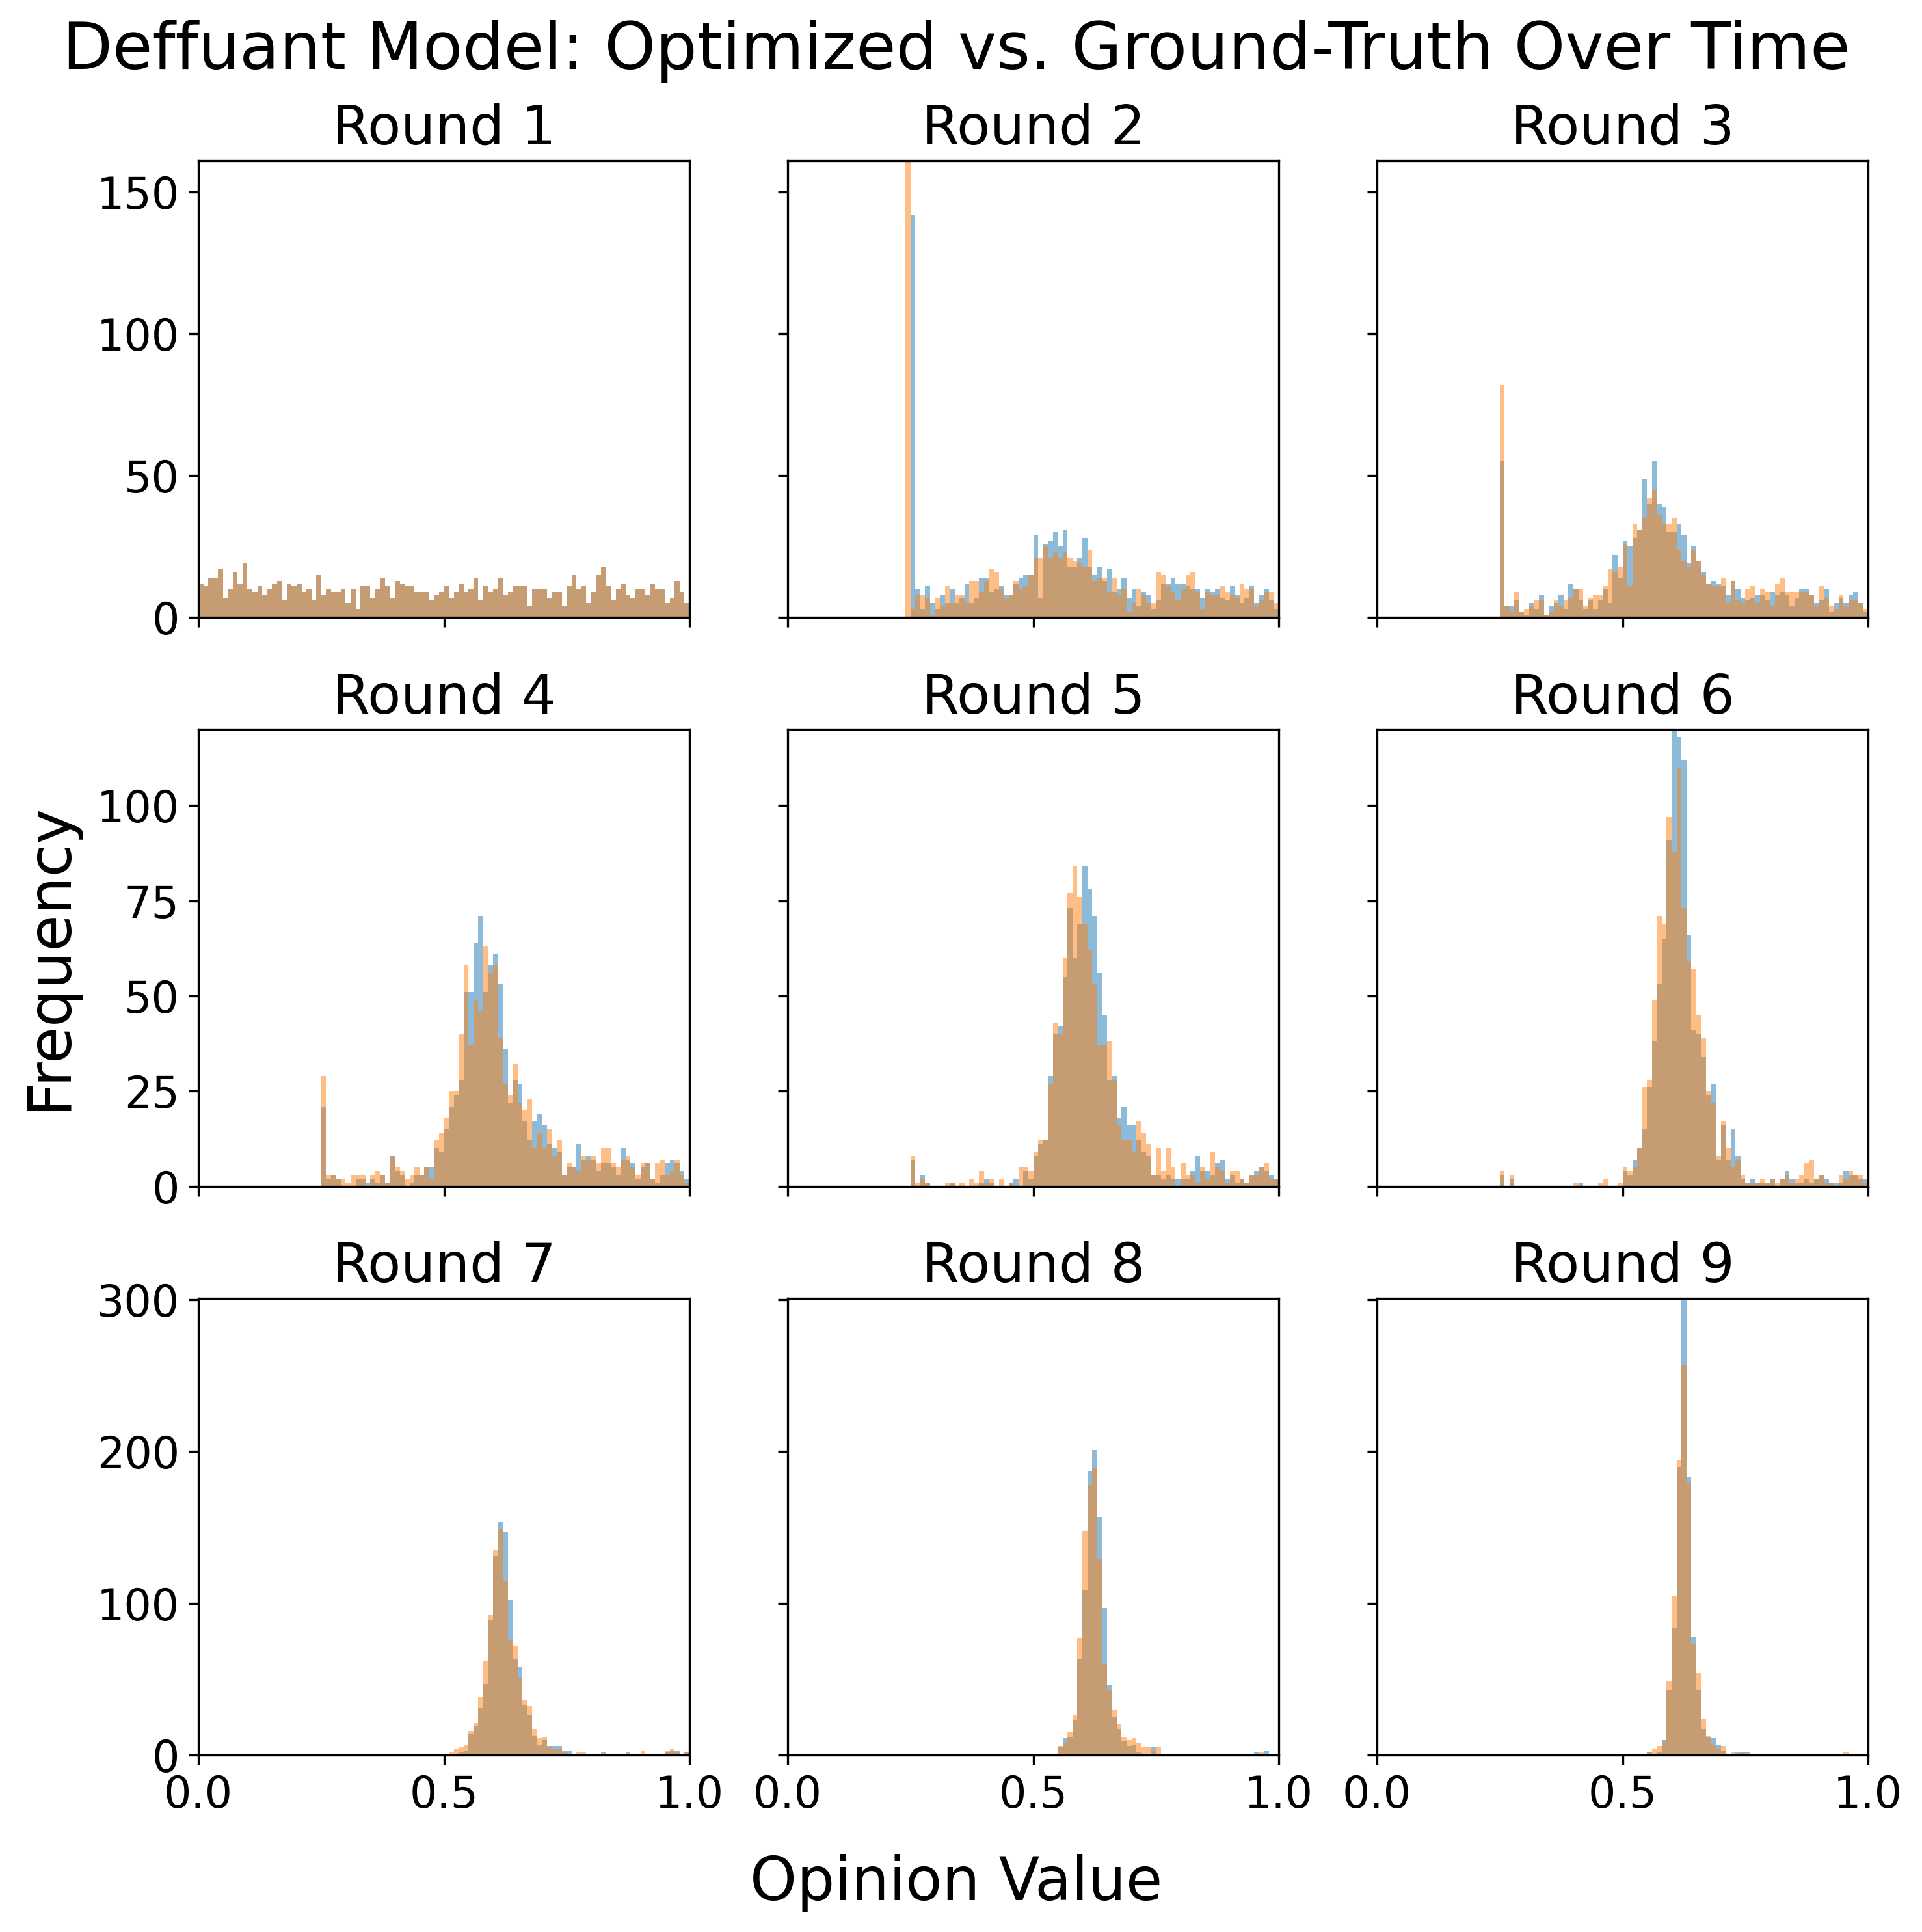 Deffuant Model: Optimized vs. Ground-Truth Over Time
Round 1
Round 2
Round 3
150
100
50
0
Round 4
Round 5
Round 6
100
75
50
25
0
Frequency
Round 7
Round 8
Round 9
300
200
100
0
0.0 0.5 1.0
0.0 0.5 1.0
0.0 0.5 1.0
Opinion Value